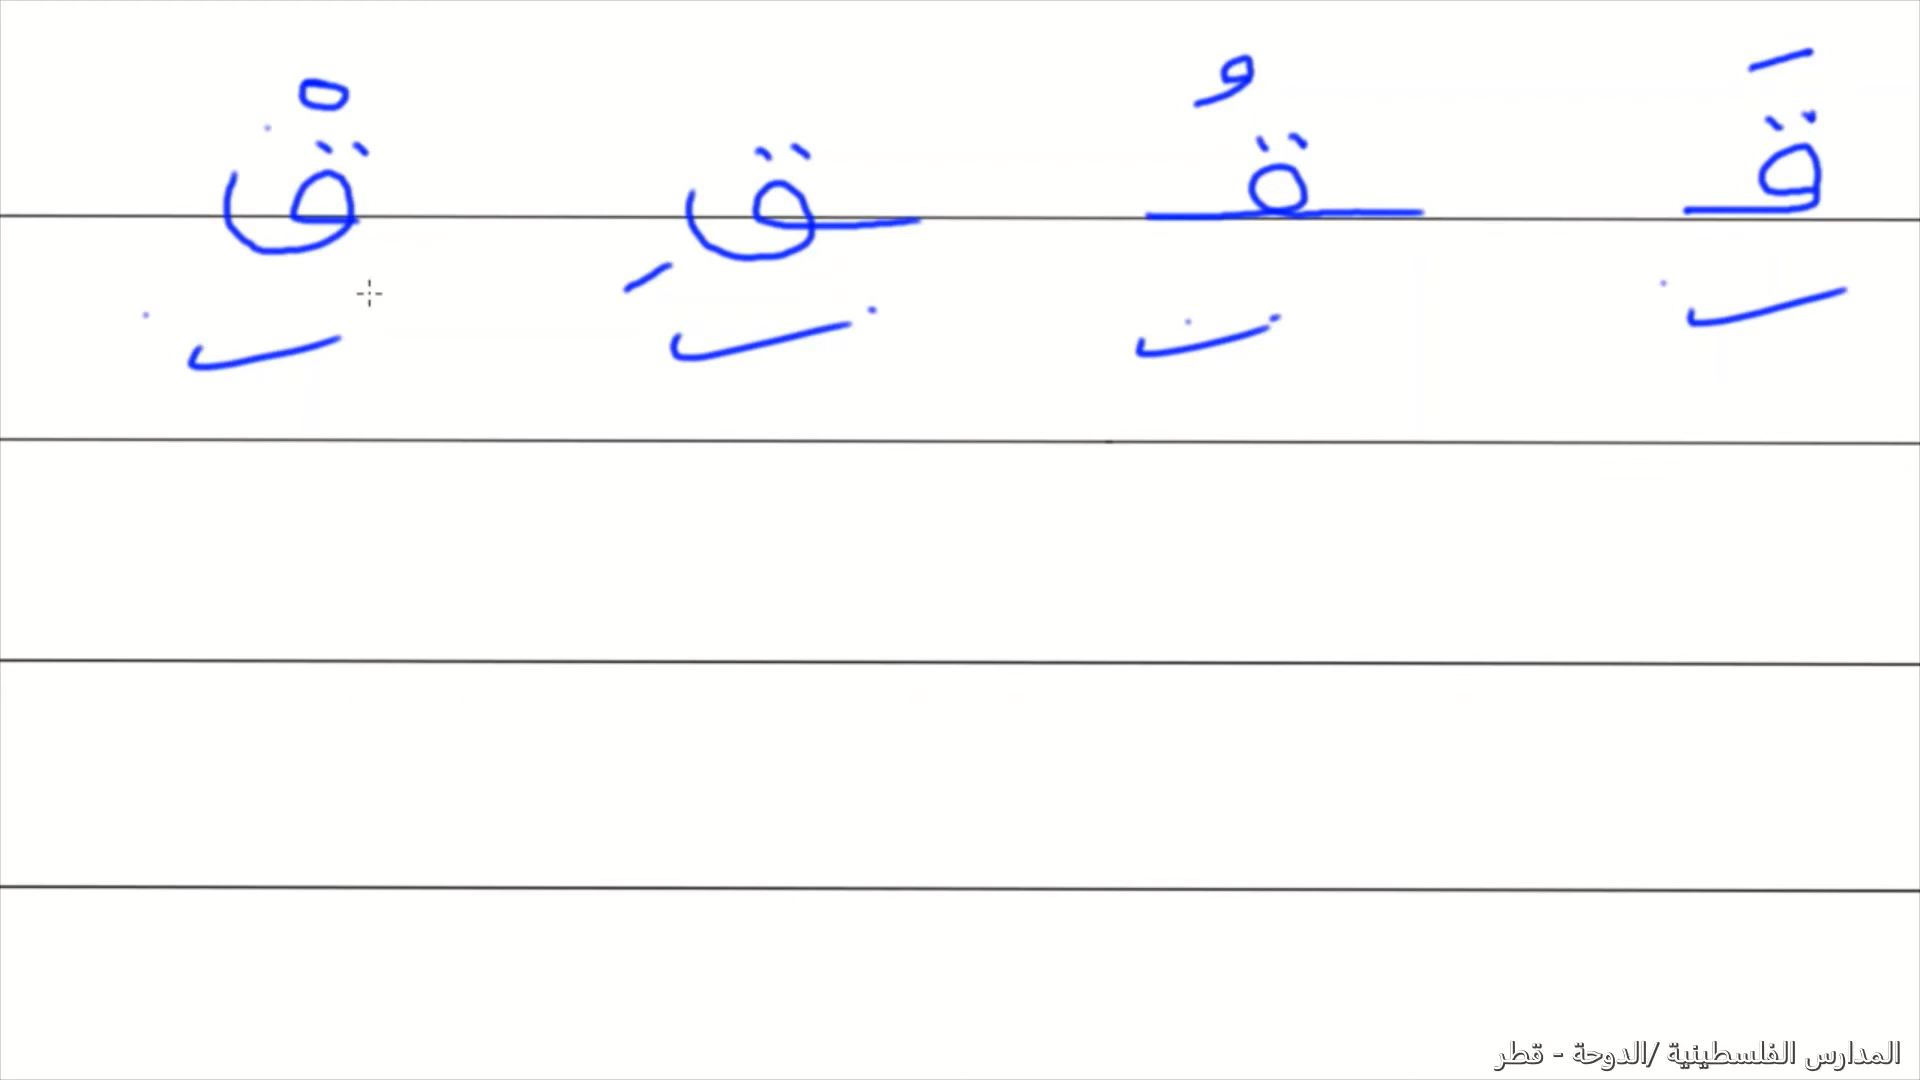 قَـ ـقُـ ـقِ قْ
المدارس الفلسطينية /الدوحة - قطر